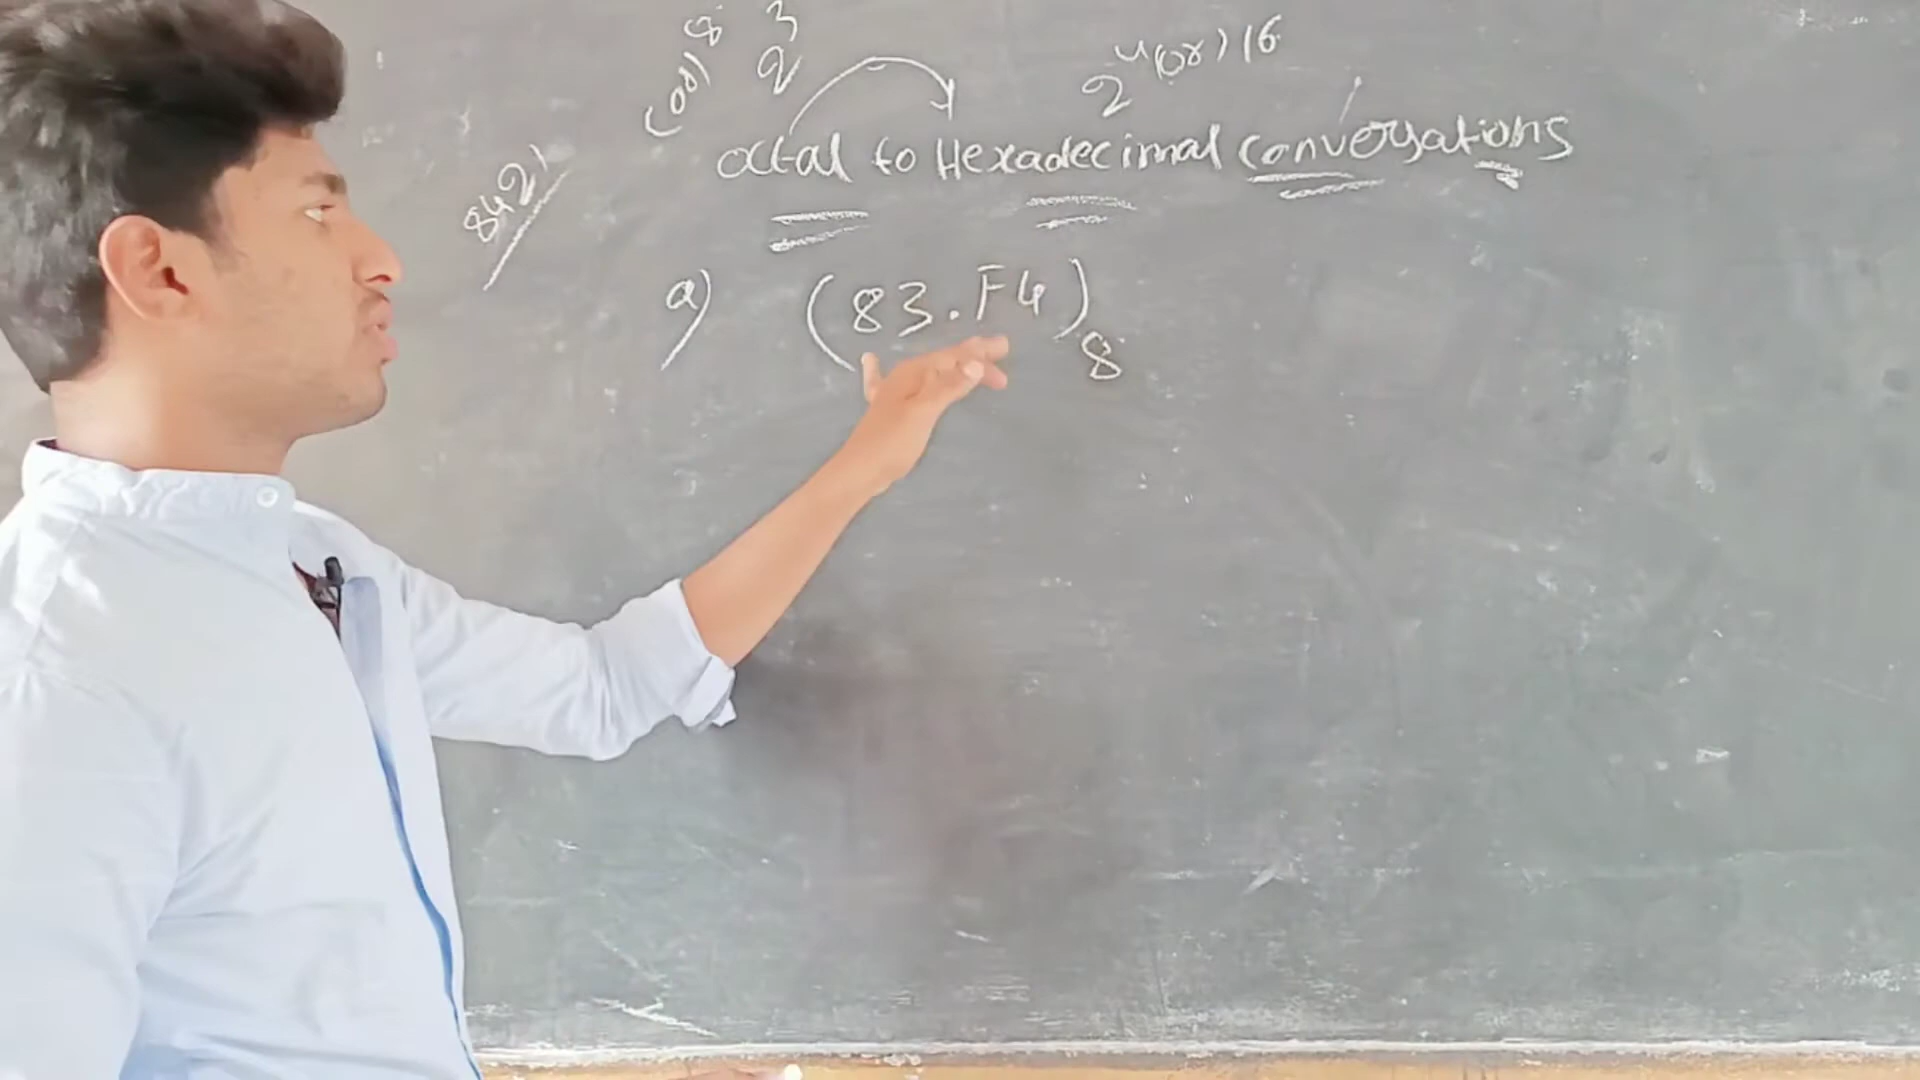 (or) 8 2³
2⁴ (or) 16
8421
octal to Hexadecimal Conversations
a) (83.F4)₈